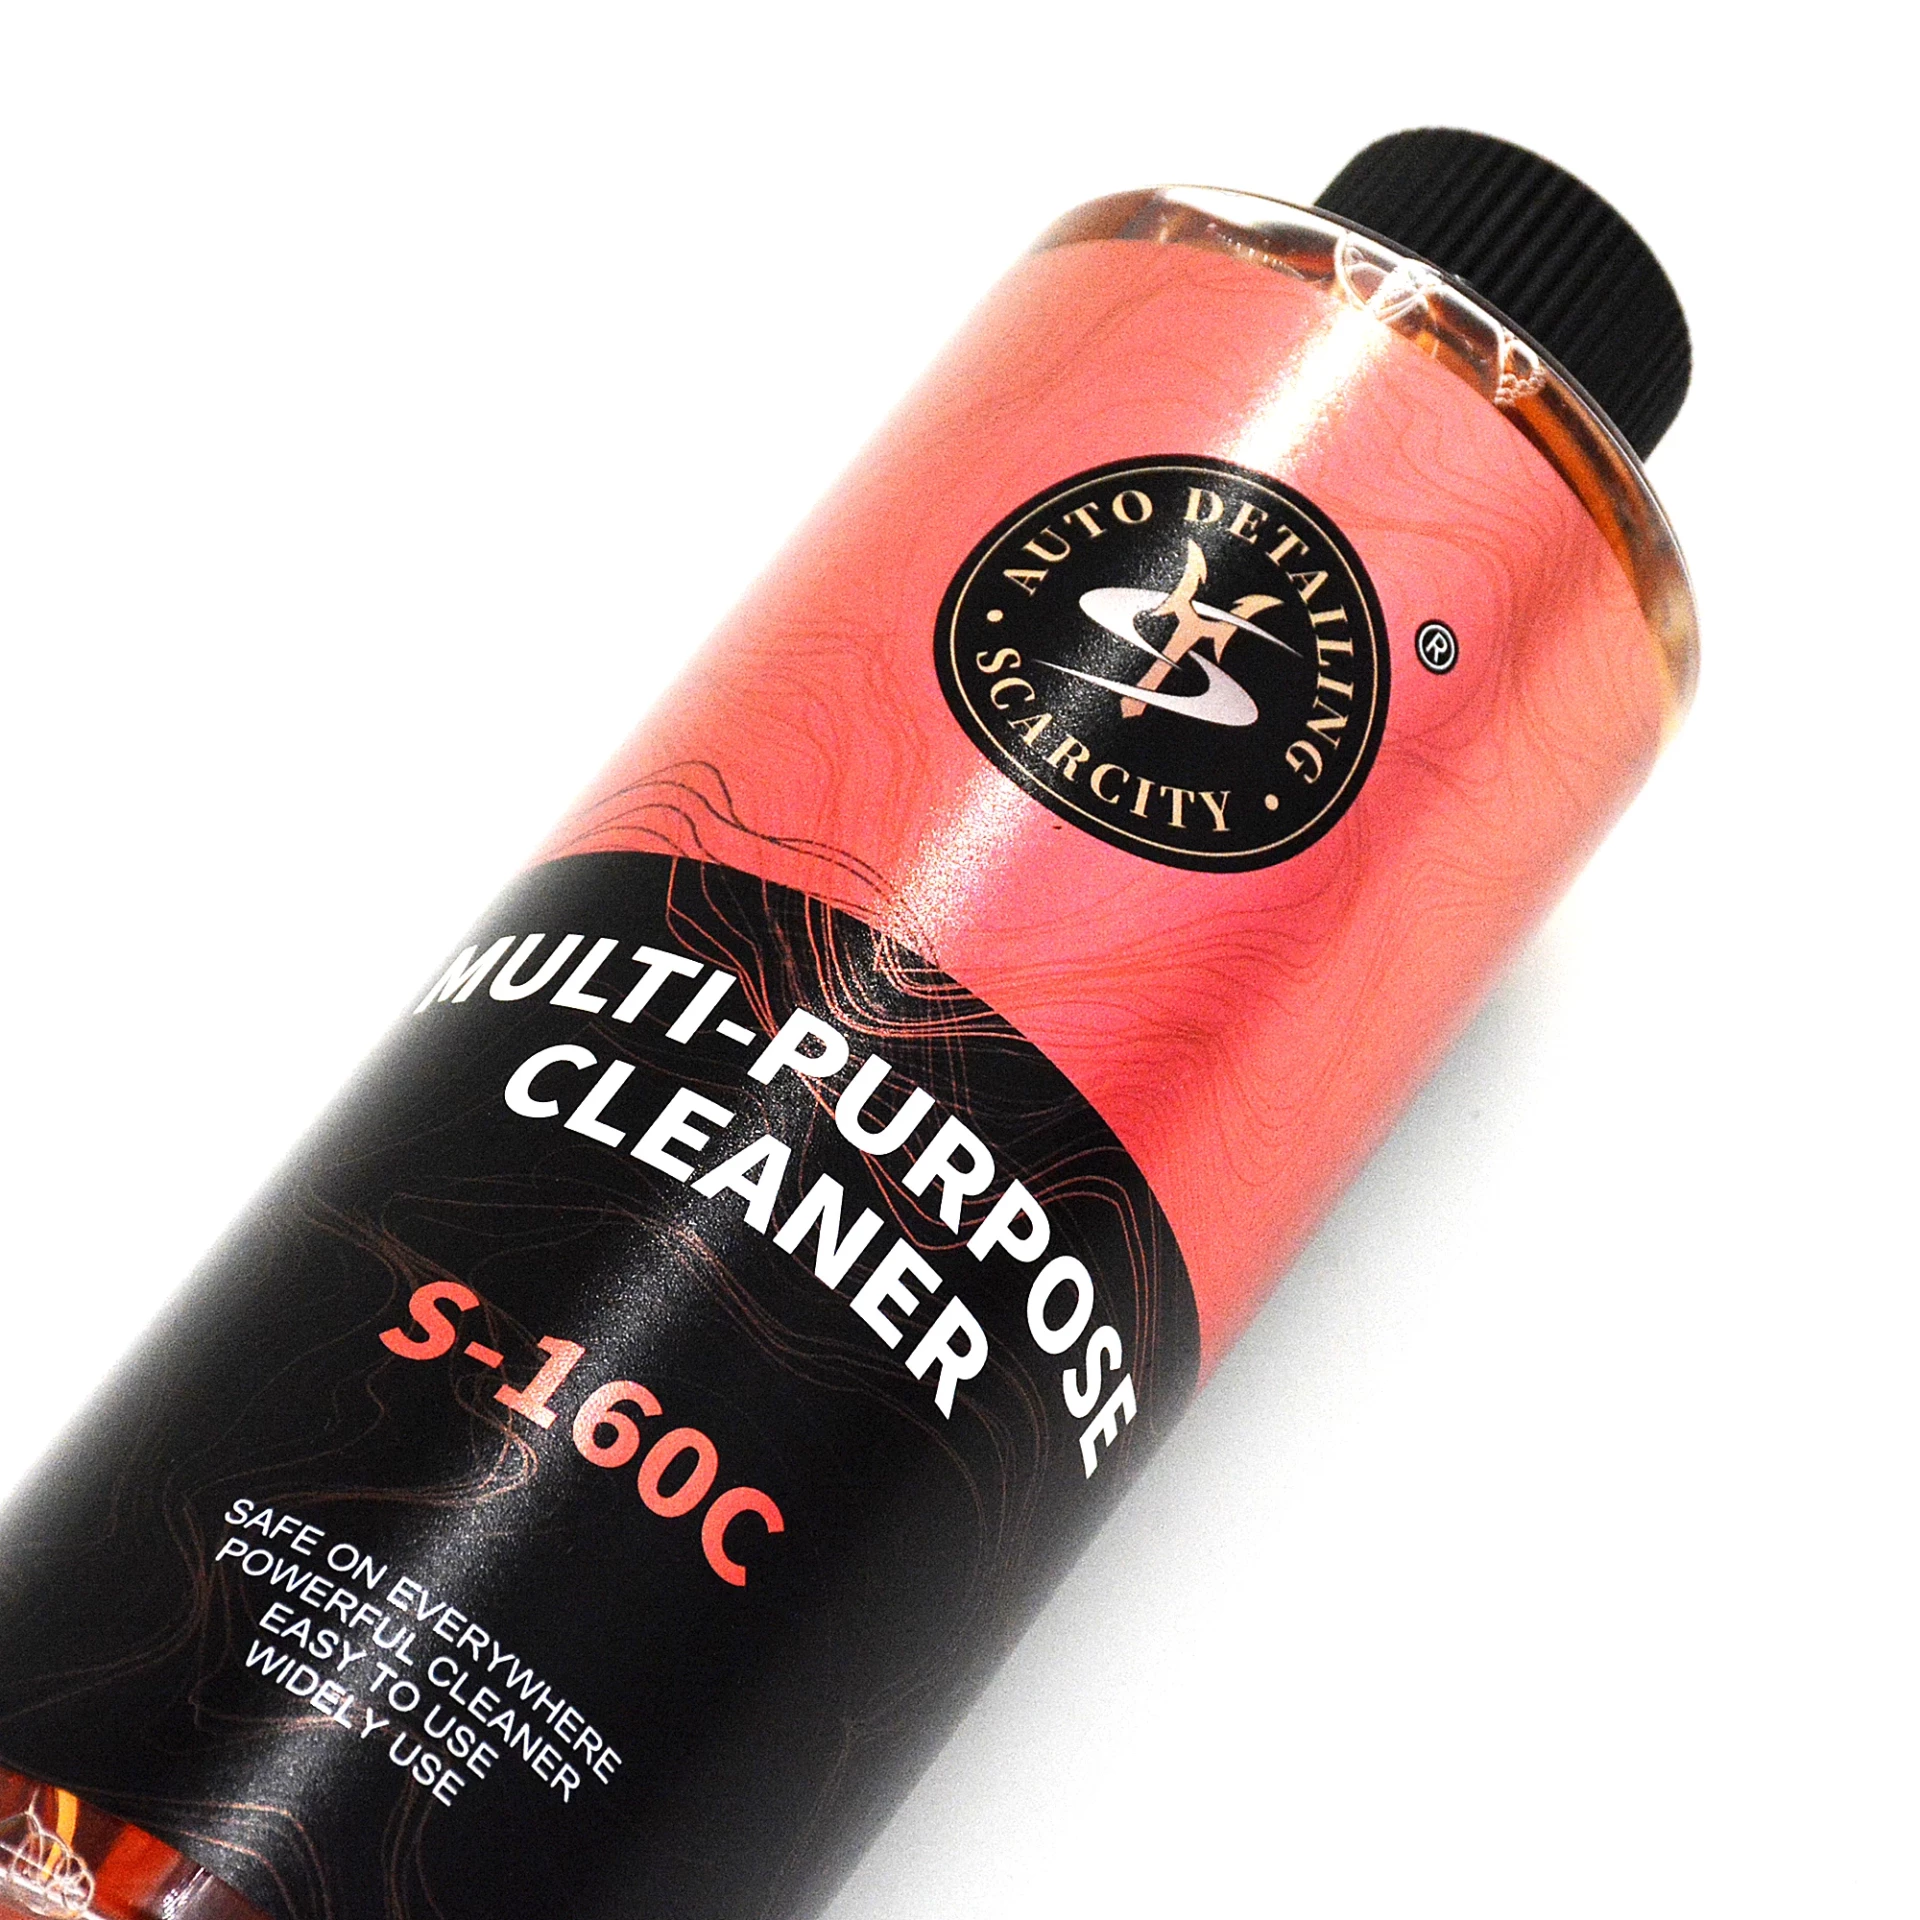 AUTO DETAILING
SCARCITY
®
MULTI-PURPOSE
CLEANER
S-160C
SAFE ON EVERYWHERE
POWERFUL CLEANER
EASY TO USE
WIDELY USE